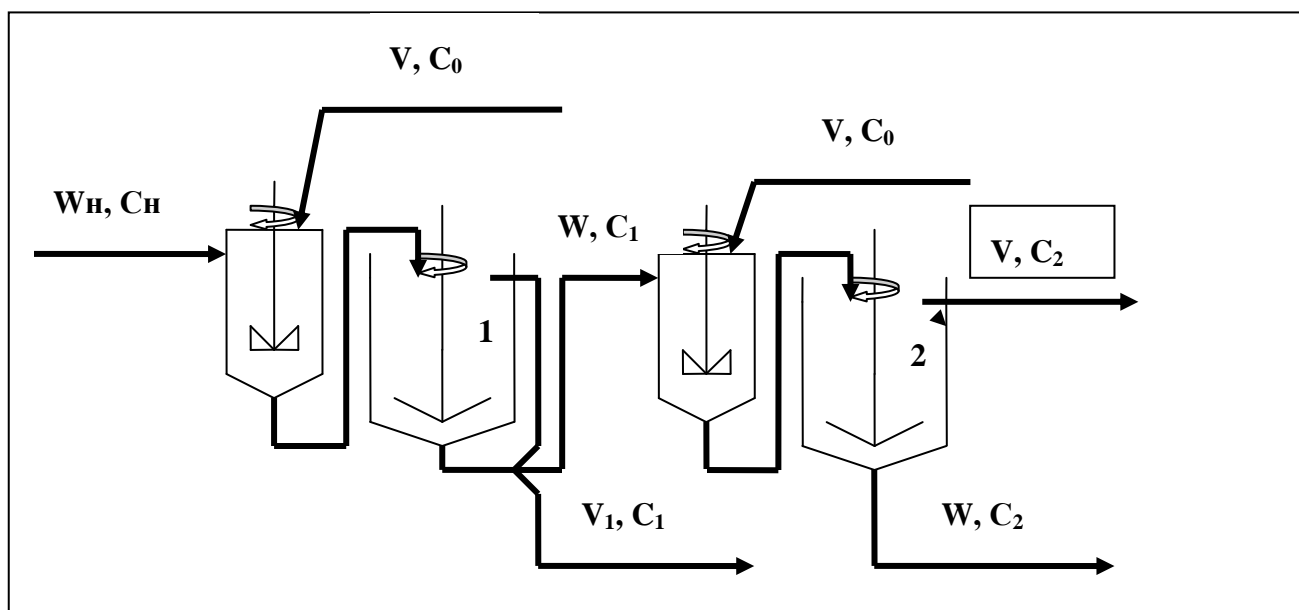 V, C₀
V, C₀
Wн, Cн
W, C₁
V, C₂
1
2
V₁, C₁
W, C₂